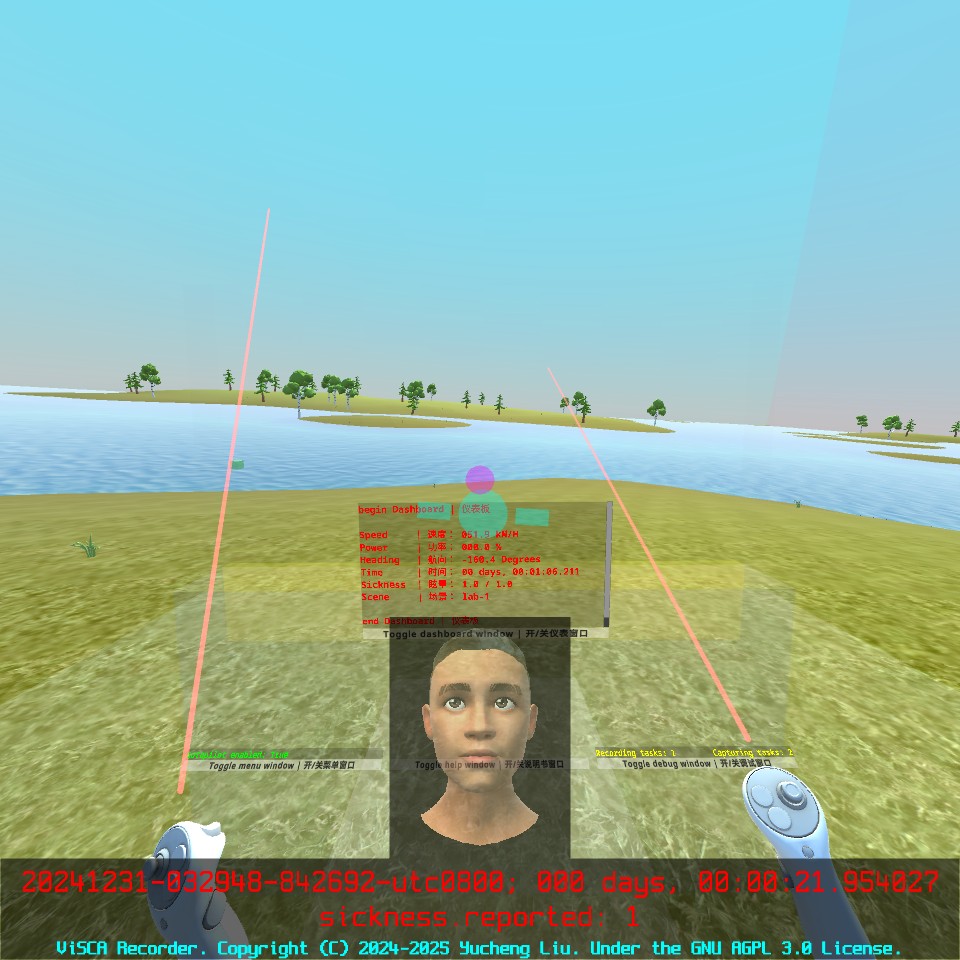 begin Dashboard | 仪表板
Speed | 速度: 051.9 kN/H
Power | 功率: 000.0 %
Heading | 航向: -160.4 Degrees
Time | 时间: 00 days, 00:01:06.211
Sickness | 眩晕: 1.0 / 1.0
Scene | 场景: lab-1
end Dashboard | 仪表板
Toggle dashboard window | 开/关仪表窗口
enabled: True
Toggle menu window | 开/关菜单窗口
Toggle help window | 开/关说明书窗口
Recording tasks: Capturing tasks: 2
Toggle debug window | 开/关调试窗口
20241231-032948-842692-utc0800; 000 days, 00:00:21.954027
sickness.reported: 1
ViSCA Recorder. Copyright (C) 2024-2025 Yucheng Liu. Under the GNU AGPL 3.0 License.